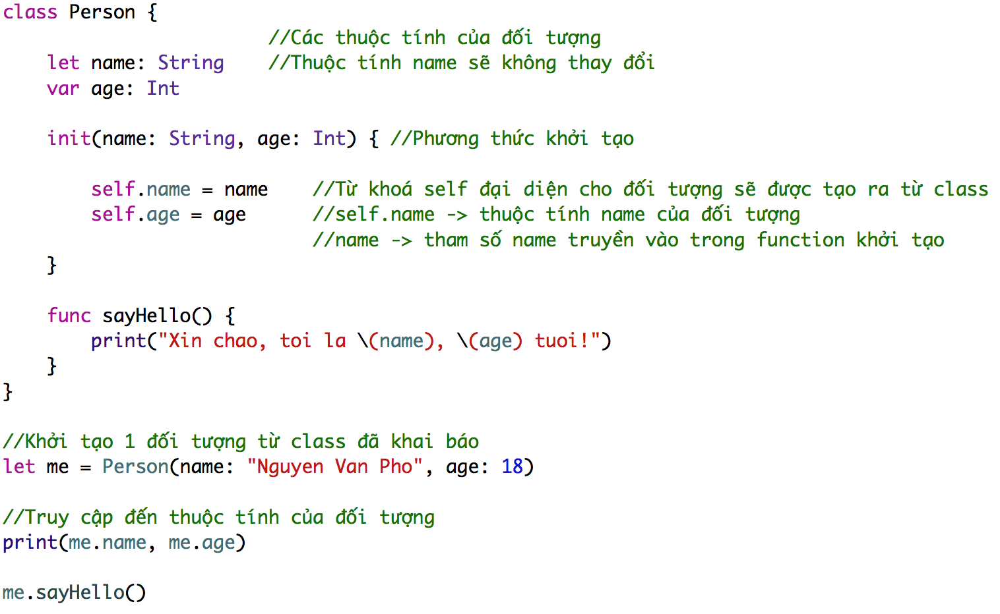 class Person {
//Các thuộc tính của đối tượng
let name: String    //Thuộc tính name sẽ không thay đổi
var age: Int
init(name: String, age: Int) { //Phương thức khởi tạo
self.name = name    //Từ khoá self đại diện cho đối tượng sẽ được tạo ra từ class
self.age = age      //self.name -> thuộc tính name của đối tượng
//name -> tham số name truyền vào trong function khởi tạo
}
func sayHello() {
print("Xin chao, toi la \(name), \(age) tuoi!")
}
}
//Khởi tạo 1 đối tượng từ class đã khai báo
let me = Person(name: "Nguyen Van Pho", age: 18)
//Truy cập đến thuộc tính của đối tượng
print(me.name, me.age)
me.sayHello()